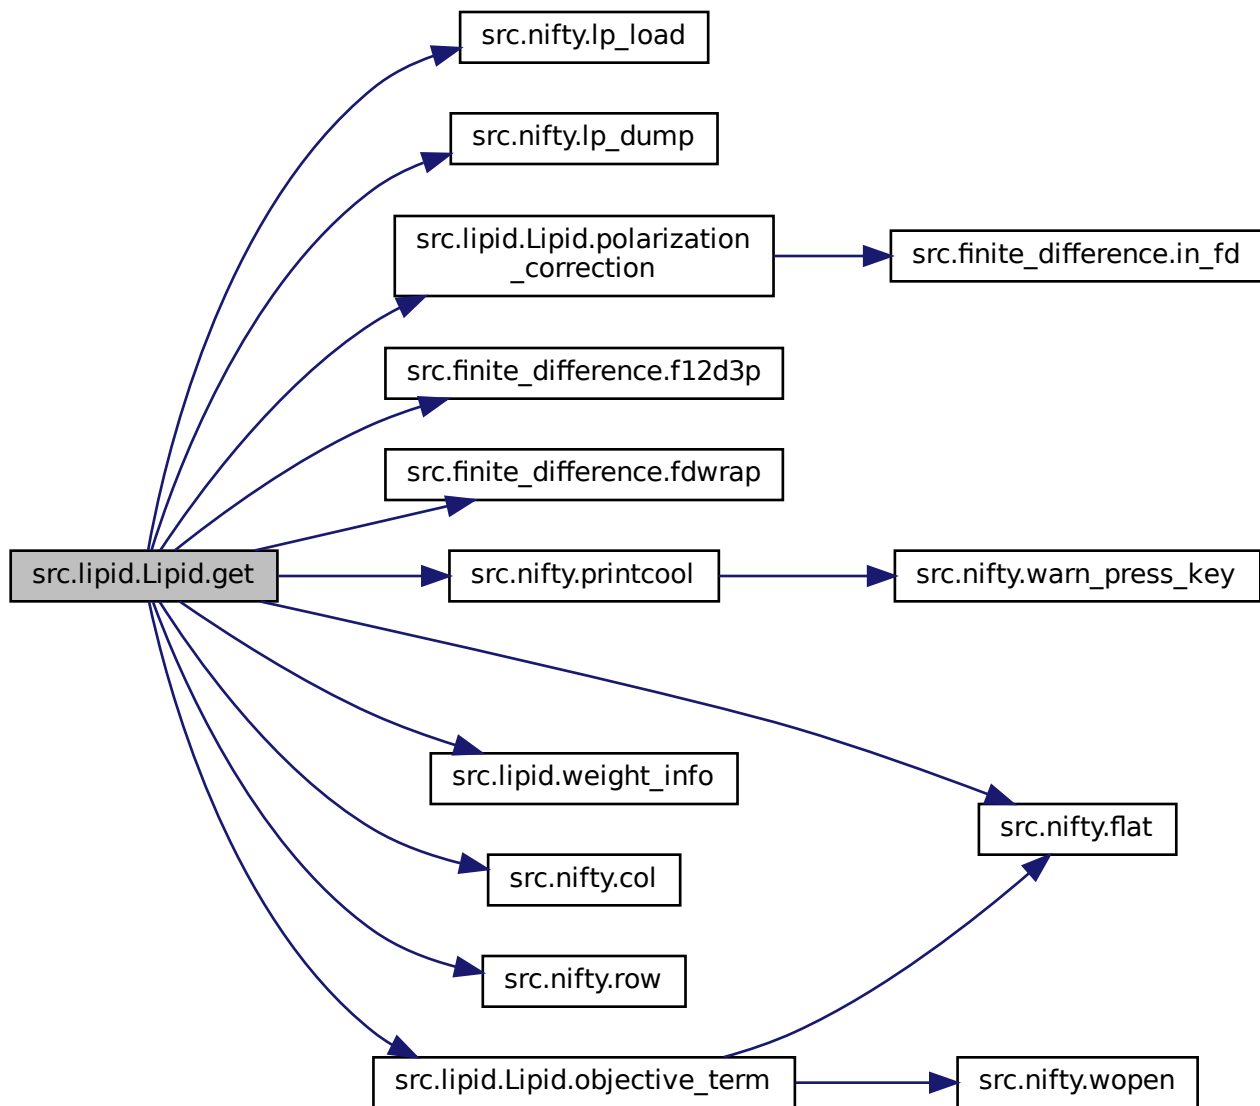 src.nifty.lp_load
src.nifty.lp_dump
src.lipid.Lipid.polarization
_correction
src.finite_difference.in_fd
src.finite_difference.f12d3p
src.finite_difference.fdwrap
src.lipid.Lipid.get
src.nifty.printcool
src.nifty.warn_press_key
src.lipid.weight_info
src.nifty.flat
src.nifty.col
src.nifty.row
src.lipid.Lipid.objective_term
src.nifty.wopen